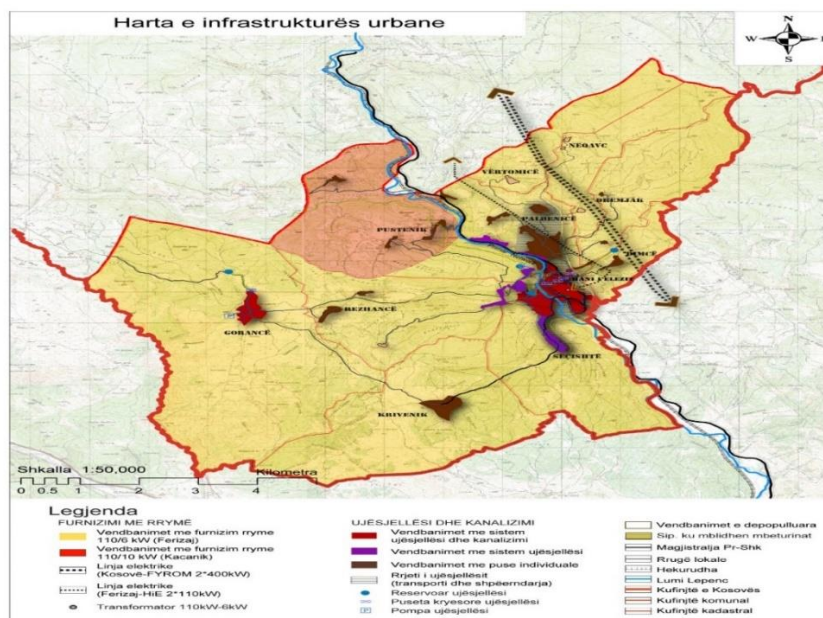 Harta e infrastrukturës urbane
N
W
S
NEQAVC
VËRTOMICË
DREMJAK
PALDENICË
PUSTENIK
DIMCË
HANI I ELEZIT
GORANCË
REZHANCË
SEÇISHTË
KRIVENIK
Shkalla 1:50,000
Kilometra
0 0.5 1 2 3 4
Legjenda
FURNIZIMI ME RRYMË
Vendbanimet me furnizim rryme
110/6 kW (Ferizaj)
Vendbanimet me furnizim rryme
110/10 kW (Kacanik)
Linja elektrike
(Kosovë-FYROM 2*400kW)
Linja elektrike
(Ferizaj-HiE 2*110kW)
Transformator 110kW-6kW
UJËSJELLËSI DHE KANALIZIMI
Vendbanimet me sistem
ujësjellësi dhe kanalizimi
Vendbanimet me sistem ujësjellësi
Vendbanimet me puse individuale
Rrjeti i ujësjellësit
(transporti dhe shpërndarja)
Reservoar ujësjellësi
Puseta kryesore ujësjellësi
Pompa ujësjellësi
Vendbanimet e depopulluara
Sip. ku mblidhen mbeturinat
Magjistralja Pr-Shk
Rrugë lokale
Hekurudha
Lumi Lepenc
Kufinjtë e Kosovës
Kufinjtë komunal
Kufinjtë kadastral